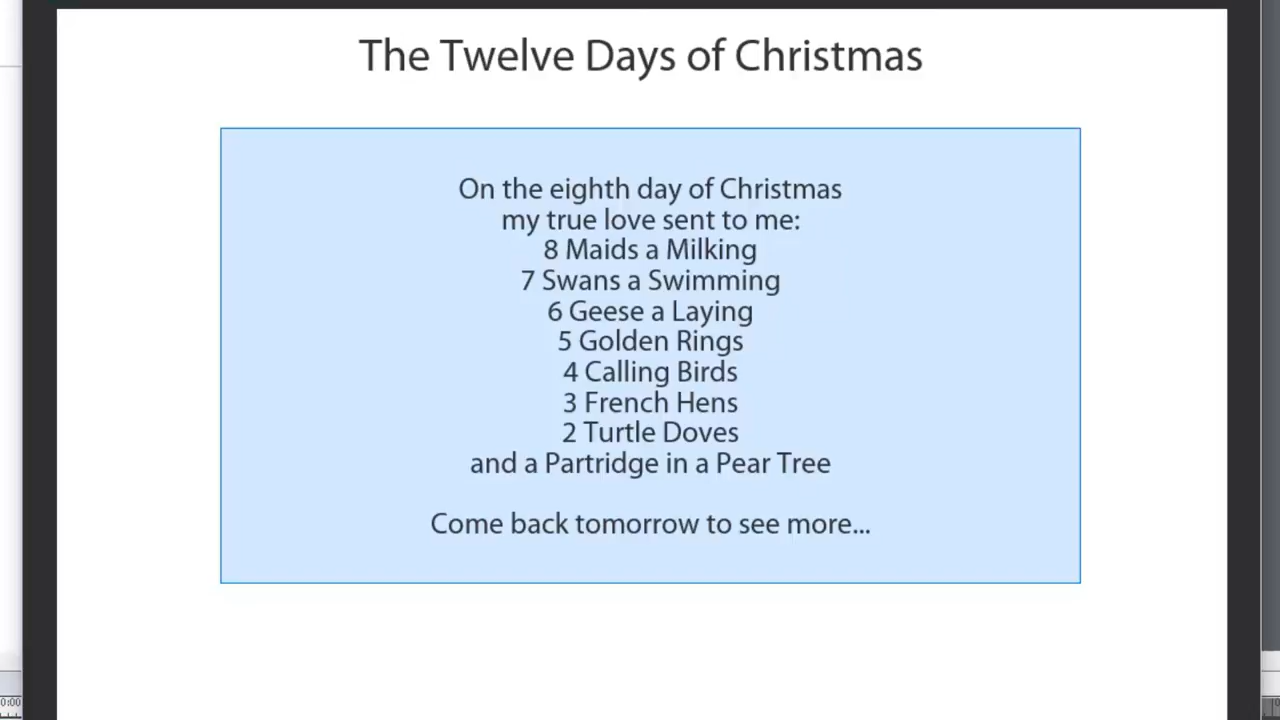 The Twelve Days of Christmas
On the eighth day of Christmas
my true love sent to me:
8 Maids a Milking
7 Swans a Swimming
6 Geese a Laying
5 Golden Rings
4 Calling Birds
3 French Hens
2 Turtle Doves
and a Partridge in a Pear Tree
Come back tomorrow to see more...